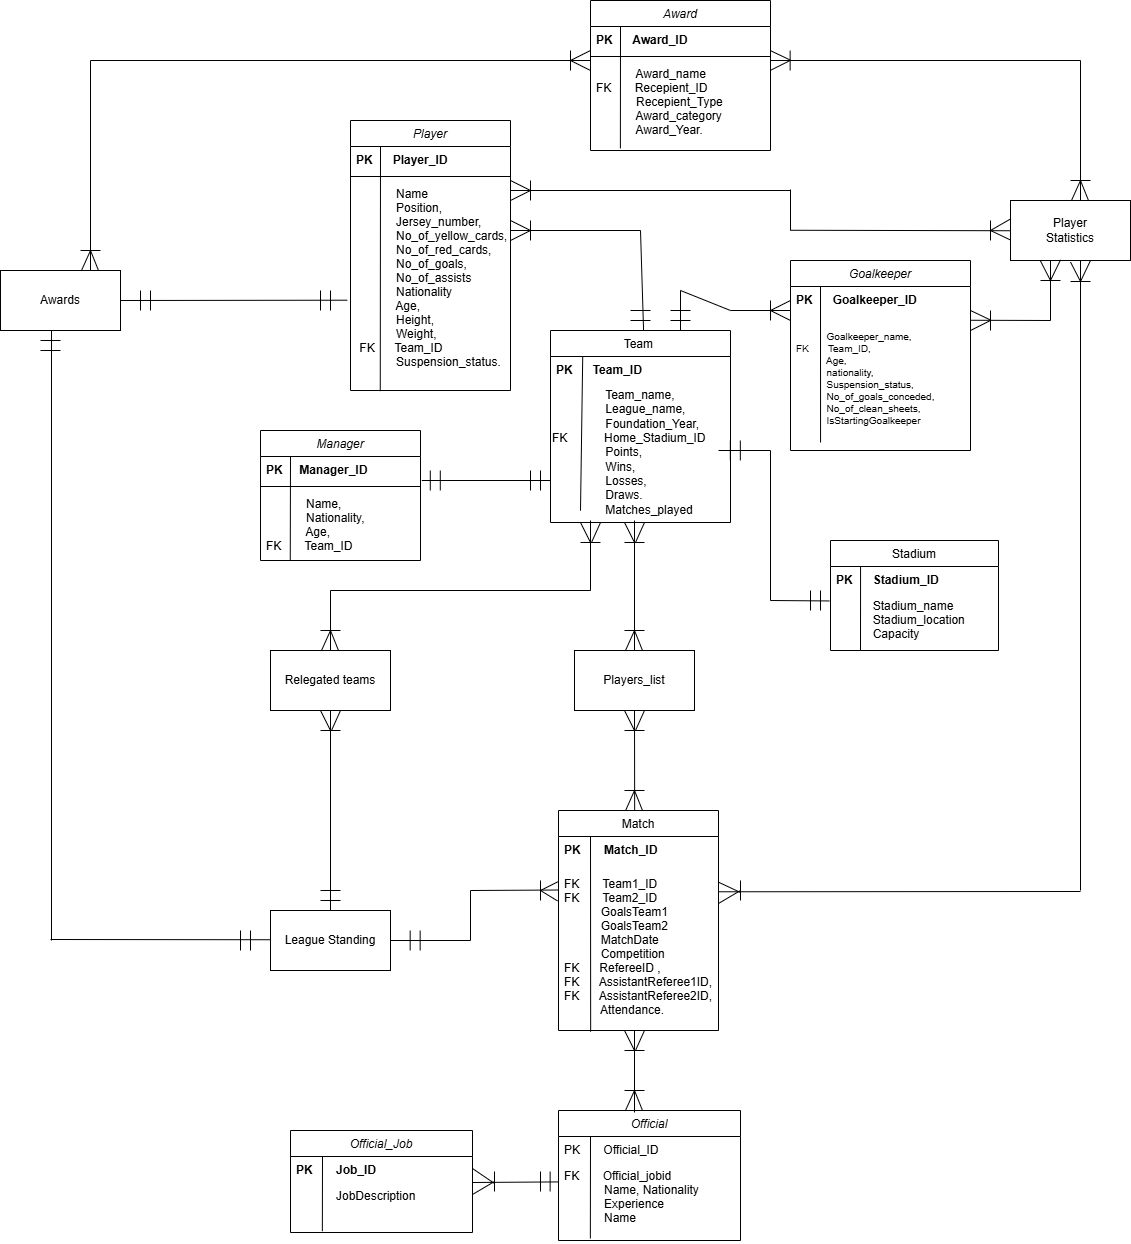 Award
PK Award_ID
Award_name
FK Recepient_ID
Recepient_Type
Award_category
Award_Year.
Player
PK Player_ID
Name
Position,
Jersey_number,
No_of_yellow_cards,
No_of_red_cards,
No_of_goals,
No_of_assists
Nationality
Age,
Height,
Weight,
FK Team_ID
Suspension_status.
Player
Statistics
Awards
Goalkeeper
PK Goalkeeper_ID
Goalkeeper_name,
FK Team_ID,
Age,
nationality,
Suspension_status,
No_of_goals_conceded,
No_of_clean_sheets,
IsStartingGoalkeeper
Team
PK Team_ID
Team_name,
League_name,
Foundation_Year,
FK Home_Stadium_ID
Points,
Wins,
Losses,
Draws.
Matches_played
Manager
PK Manager_ID
Name,
Nationality,
Age,
FK Team_ID
Stadium
PK Stadium_ID
Stadium_name
Stadium_location
Capacity
Relegated teams
Players_list
Match
PK Match_ID
FK Team1_ID
FK Team2_ID
GoalsTeam1
GoalsTeam2
MatchDate
Competition
FK RefereeID ,
FK AssistantReferee1ID,
FK AssistantReferee2ID,
Attendance.
League Standing
Official
PK Official_ID
FK Official_jobid
Name, Nationality
Experience
Name
Official_Job
PK Job_ID
JobDescription